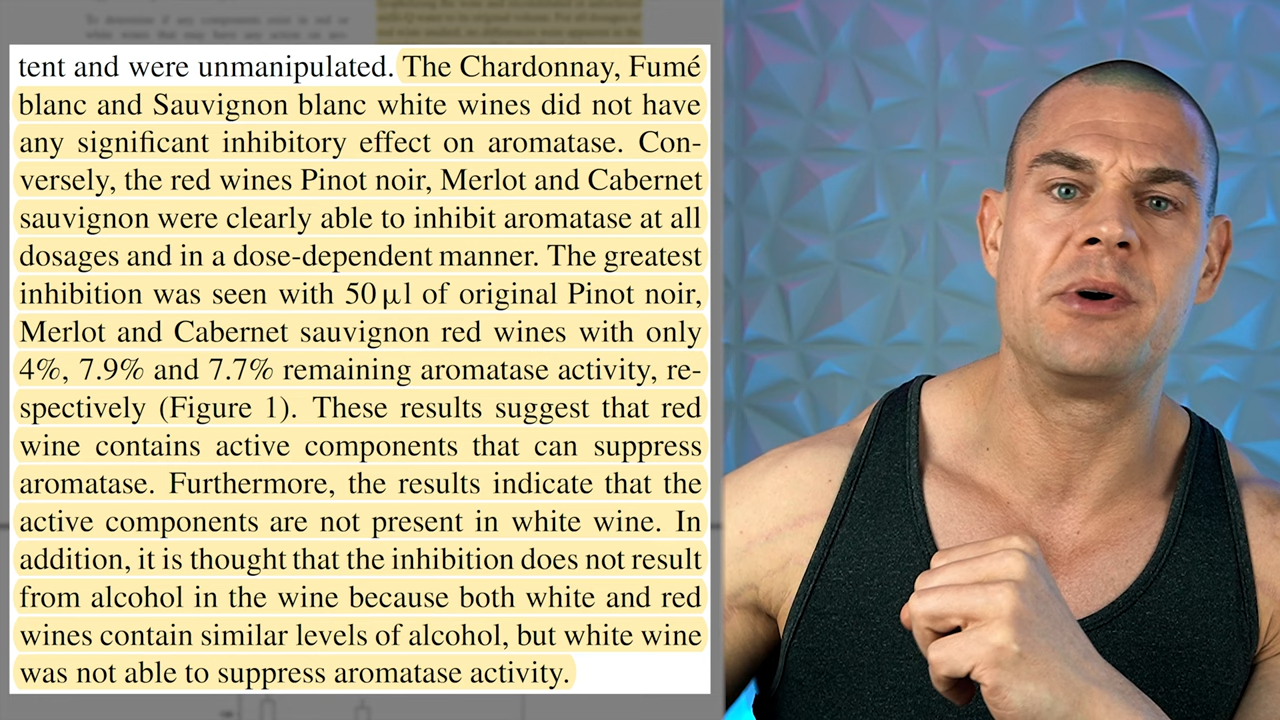 tent and were unmanipulated. The Chardonnay, Fumé
blanc and Sauvignon blanc white wines did not have
any significant inhibitory effect on aromatase. Con-
versely, the red wines Pinot noir, Merlot and Cabernet
sauvignon were clearly able to inhibit aromatase at all
dosages and in a dose-dependent manner. The greatest
inhibition was seen with 50 µl of original Pinot noir,
Merlot and Cabernet sauvignon red wines with only
4%, 7.9% and 7.7% remaining aromatase activity, re-
spectively (Figure 1). These results suggest that red
wine contains active components that can suppress
aromatase. Furthermore, the results indicate that the
active components are not present in white wine. In
addition, it is thought that the inhibition does not result
from alcohol in the wine because both white and red
wines contain similar levels of alcohol, but white wine
was not able to suppress aromatase activity.